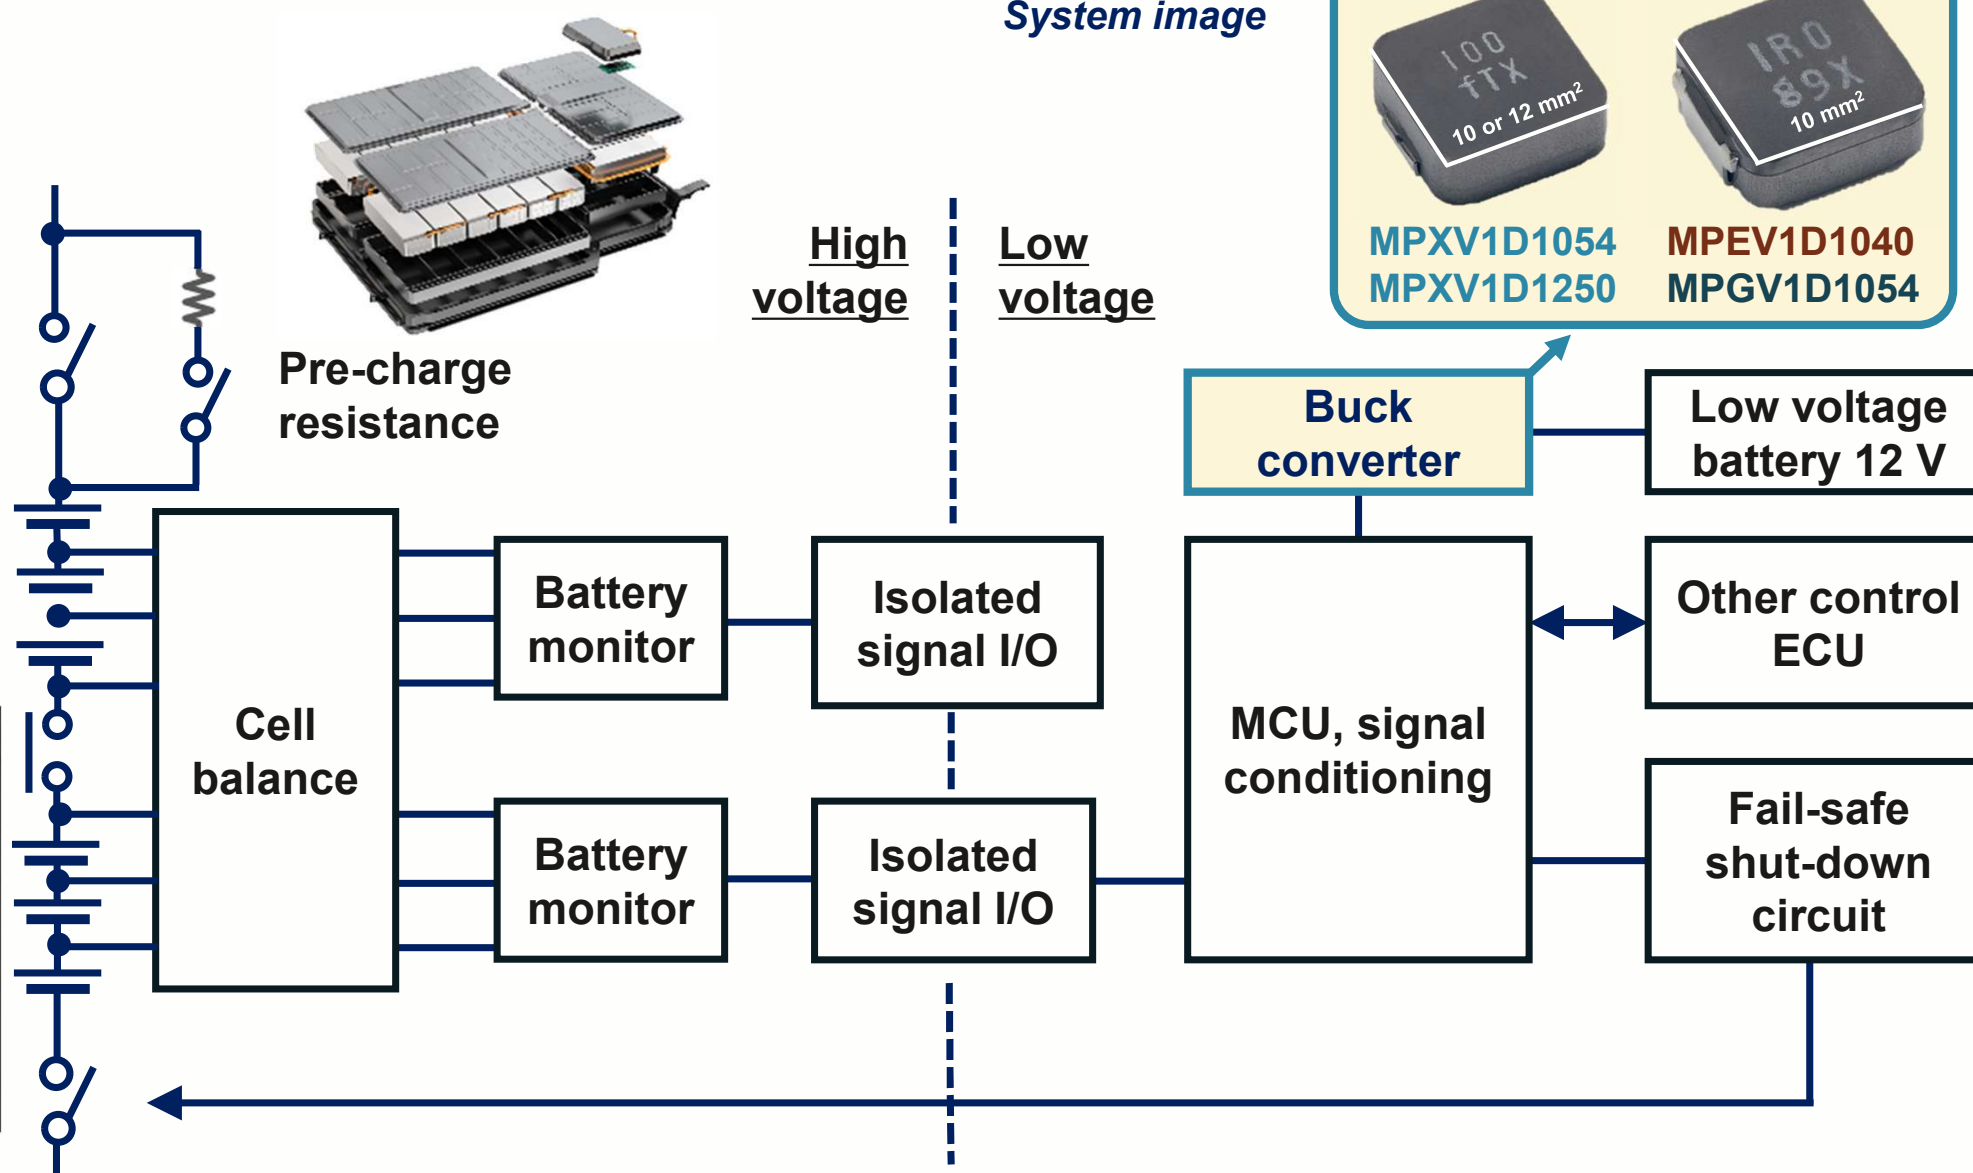 System image
100
fTX
10 or 12 mm²
1R0
89X
10 mm²
MPXV1D1054
MPXV1D1250
MPEV1D1040
MPGV1D1054
High
voltage
Low
voltage
Pre-charge
resistance
Buck
converter
Low voltage
battery 12 V
Battery
monitor
Isolated
signal I/O
Other control
ECU
Cell
balance
MCU, signal
conditioning
Battery
monitor
Isolated
signal I/O
Fail-safe
shut-down
circuit